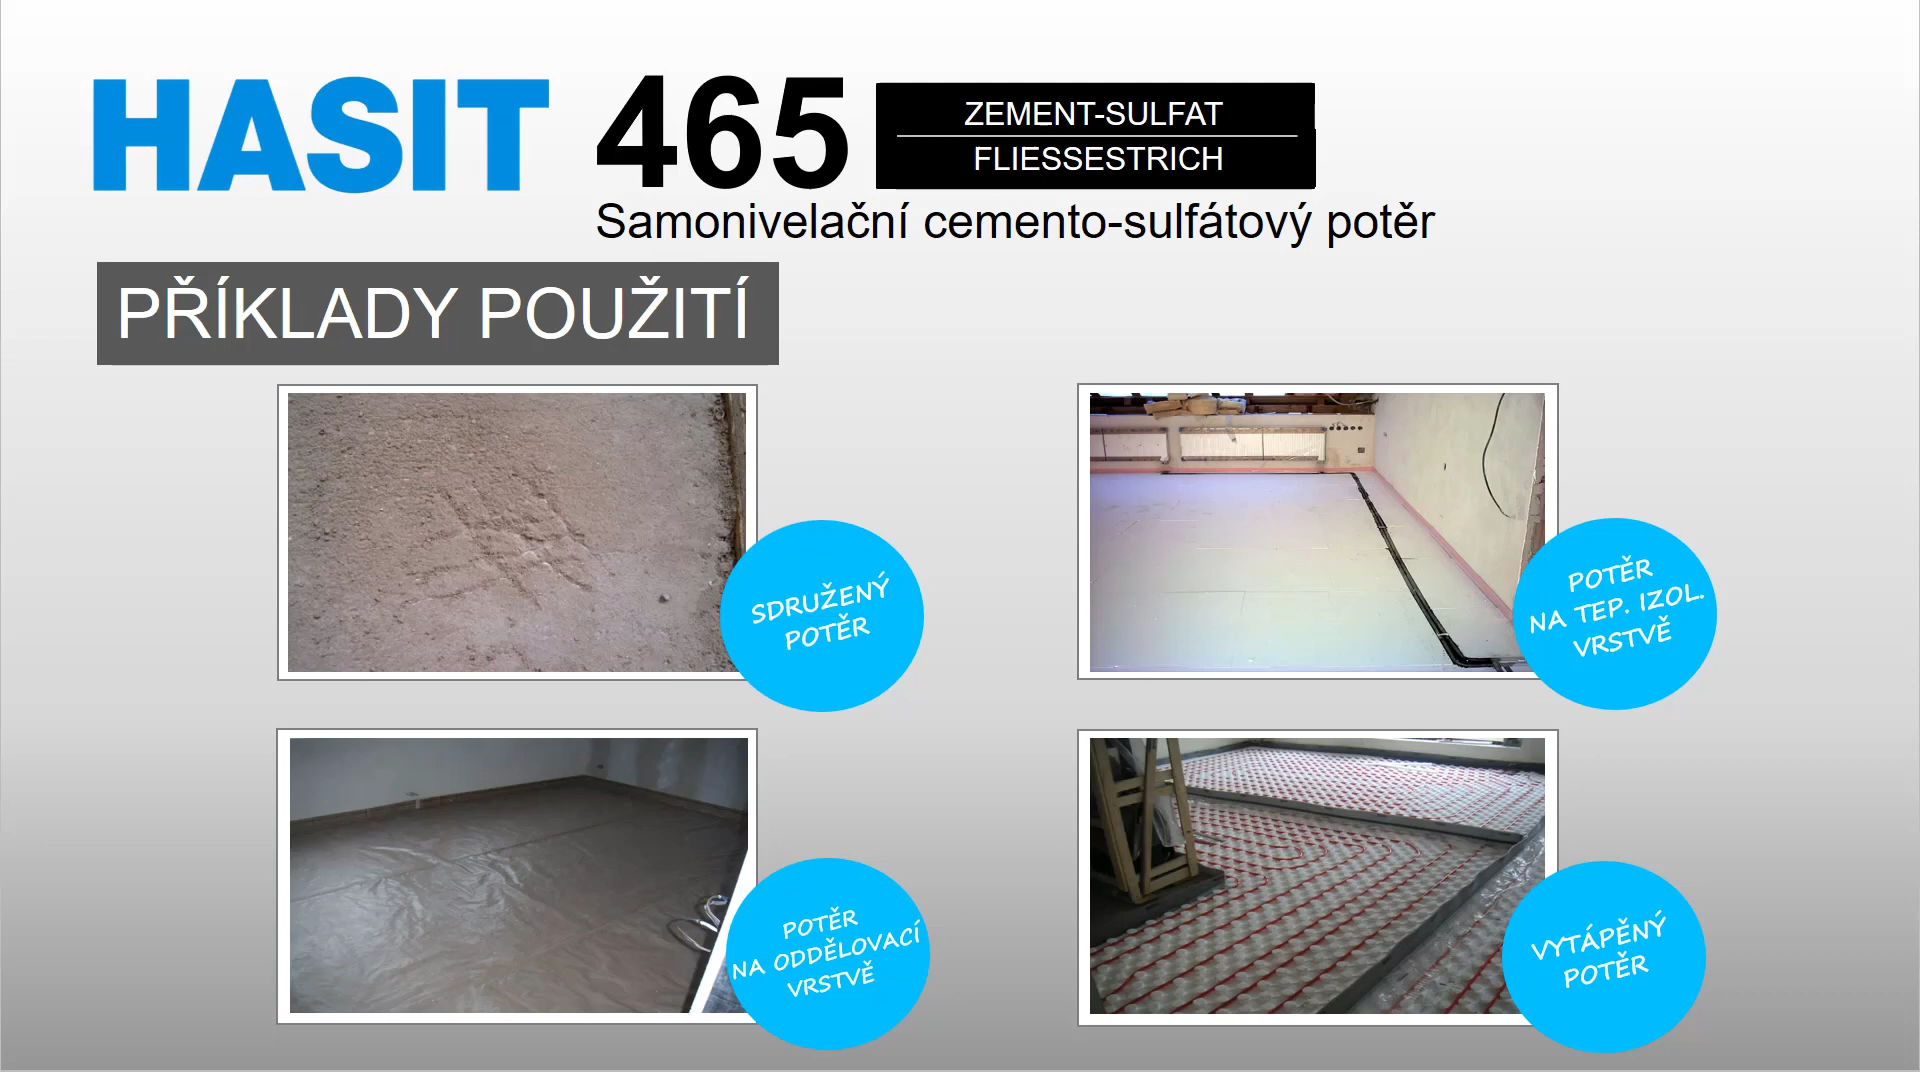 HASIT 465
ZEMENT-SULFAT
FLIESSESTRICH
Samonivelační cemento-sulfátový potěr
PŘÍKLADY POUŽITÍ
SDRUŽENÝ
POTĚR
POTĚR
NA TEP. IZOL.
VRSTVĚ
POTĚR
NA ODDĚLOVACÍ
VRSTVĚ
VYTÁPĚNÝ
POTĚR